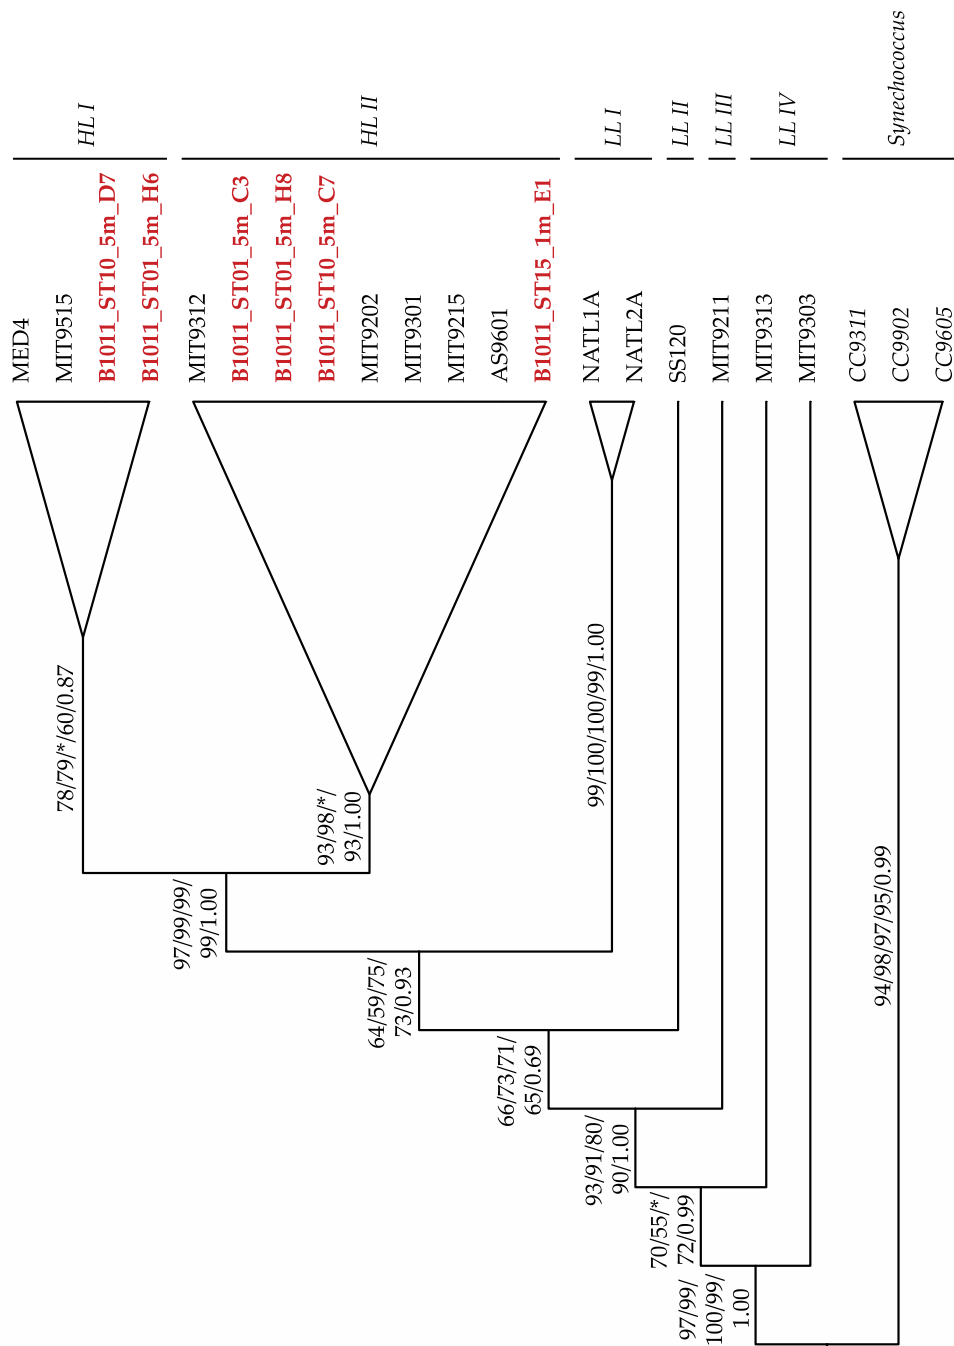 MED4
MIT9515
B1011_ST10_5m_D7
B1011_ST01_5m_H6
MIT9312
B1011_ST01_5m_C3
B1011_ST01_5m_H8
B1011_ST10_5m_C7
MIT9202
MIT9301
MIT9215
AS9601
B1011_ST15_1m_E1
NATL1A
NATL2A
SS120
MIT9211
MIT9313
MIT9303
CC9311
CC9902
CC9605
HL I
HL II
LL I
LL II
LL III
LL IV
Synechococcus
78/79/*/60/0.87
93/98/*/
93/1.00
97/99/99/
99/1.00
99/100/100/99/1.00
64/59/75/
73/0.93
66/73/71/
65/0.69
93/91/80/
90/1.00
70/55/*/
72/0.99
97/99/
100/99/
1.00
94/98/97/95/0.99